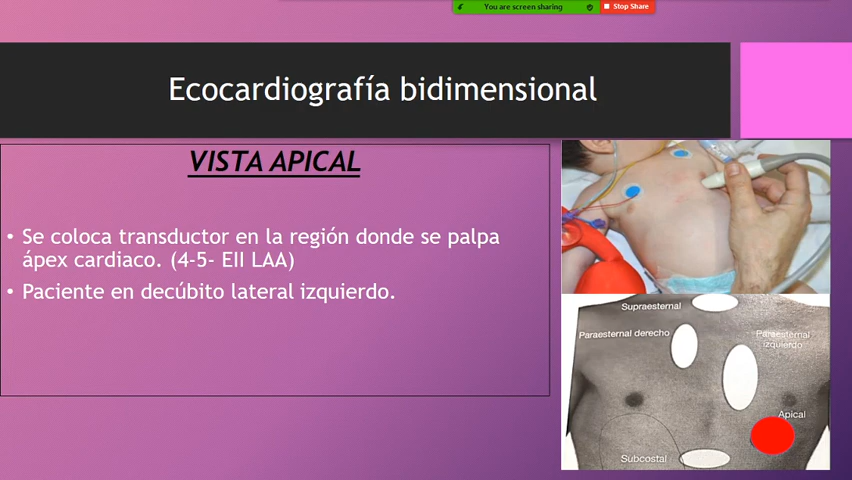 You are screen sharing
Stop Share
Ecocardiografía bidimensional
VISTA APICAL
• Se coloca transductor en la región donde se palpa
ápex cardiaco. (4-5- EII LAA)
• Paciente en decúbito lateral izquierdo.
Supraesternal
Paraesternal derecho
Paraesternal
izquierdo
Apical
Subcostal